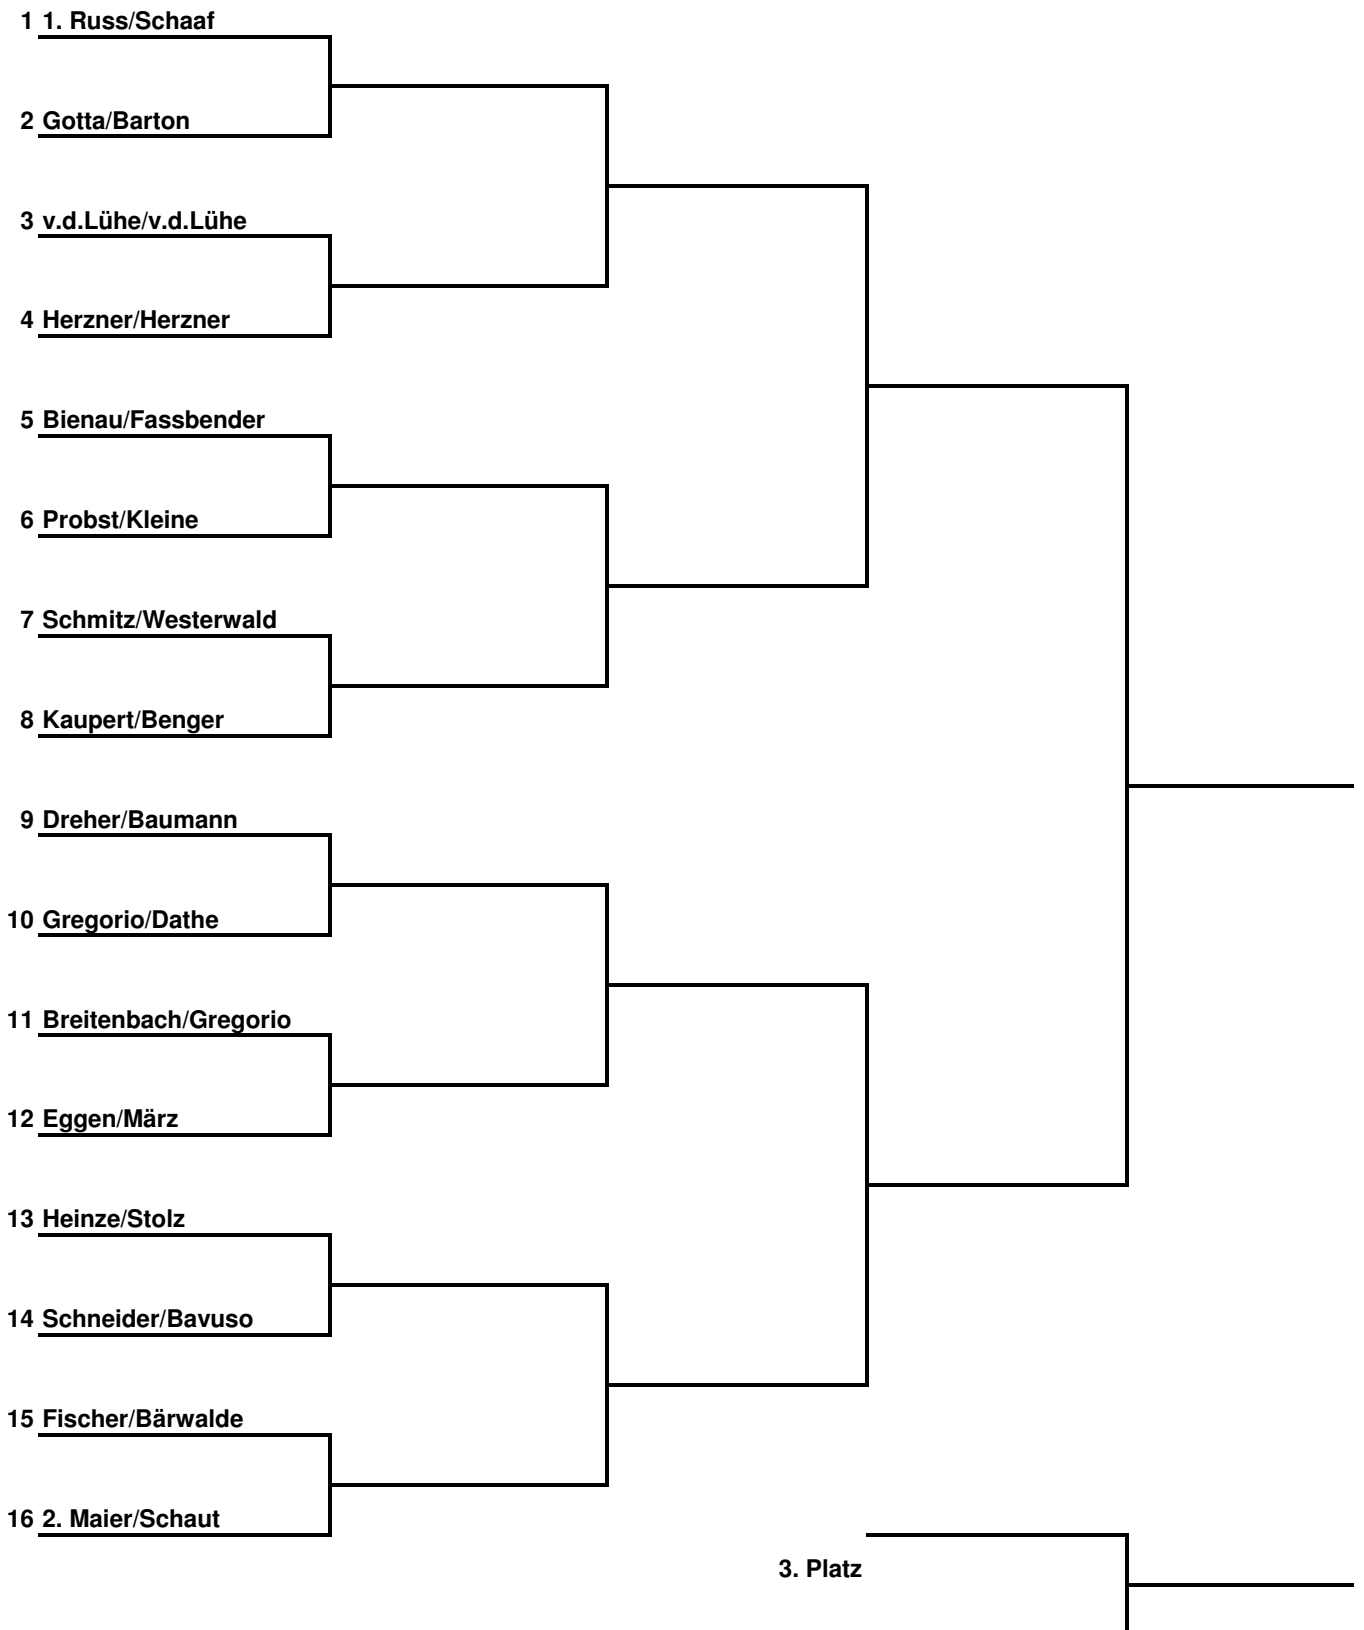 1 1. Russ/Schaaf
2 Gotta/Barton
3 v.d.Lühe/v.d.Lühe
4 Herzner/Herzner
5 Bienau/Fassbender
6 Probst/Kleine
7 Schmitz/Westerwald
8 Kaupert/Benger
9 Dreher/Baumann
10 Gregorio/Dathe
11 Breitenbach/Gregorio
12 Eggen/März
13 Heinze/Stolz
14 Schneider/Bavuso
15 Fischer/Bärwalde
16 2. Maier/Schaut
3. Platz